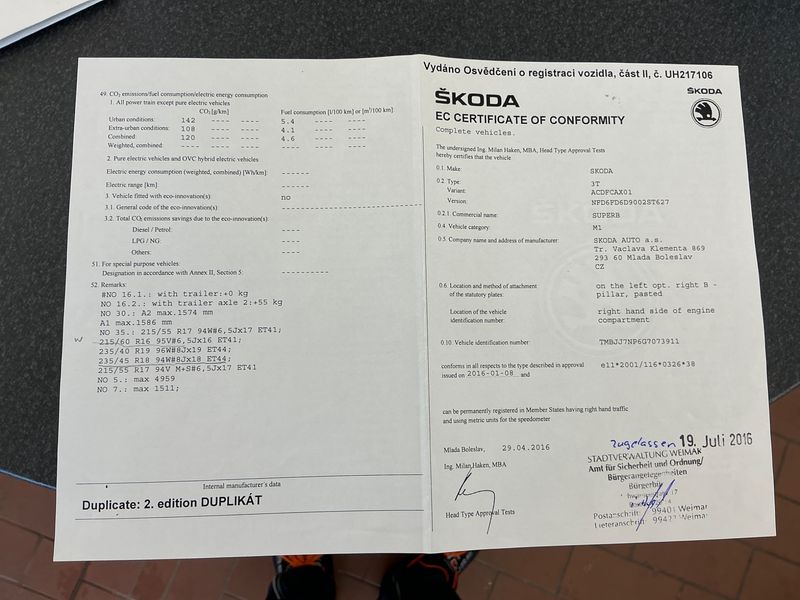 49. CO₂ emissions/fuel consumption/electric energy consumption
1. All power train except pure electric vehicles
CO₂ [g/km] Fuel consumption [l/100 km] or [m³/100 km]:
Urban conditions: 142 ---- ---- 5.4 ---- ----
Extra-urban conditions: 108 ---- ---- 4.1 ---- ----
Combined: 120 ---- ---- 4.6 ---- ----
Weighted, combined: ---- ---- ---- ---- ---- ----
2. Pure electric vehicles and OVC hybrid electric vehicles
Electric energy consumption (weighted, combined) [Wh/km]: ------
Electric range [km]: ------
3. Vehicle fitted with eco-innovation(s): no
3.1. General code of the eco-innovation(s):
3.2. Total CO₂ emissions savings due to the eco-innovation(s):
Diesel / Petrol: ----
LPG / NG: ----
Others: ----
51. For special purpose vehicles:
Designation in accordance with Annex II, Section 5: ----------
52. Remarks:
#NO 16.1.: with trailer:+0 kg
NO 16.2.: with trailer axle 2:+55 kg
NO 30.: A2 max.1574 mm
A1 max.1586 mm
NO 35.: 215/55 R17 94W#6,5Jx17 ET41;
215/60 R16 95V#6,5Jx16 ET41;
235/40 R19 96W#8Jx19 ET44;
235/45 R18 94W#8Jx18 ET44;
215/55 R17 94V M+S#6,5Jx17 ET41
NO 5.: max 4959
NO 7.: max 1511;
Internal manufacturer's data
Duplicate: 2. edition DUPLIKÁT
Vydáno Osvědčení o registraci vozidla, část II, č. UH217106
ŠKODA
ŠKODA
EC CERTIFICATE OF CONFORMITY
Complete vehicles.
The undersigned Ing. Milan Haken, MBA, Head Type Approval Tests
hereby certifies that the vehicle
0.1. Make: SKODA
0.2. Type: 3T
Variant: ACDFCAX01
Version: NFD6FD6D9002ST627
0.2.1. Commercial name: SUPERB
0.4. Vehicle category: M1
0.5. Company name and address of manufacturer: SKODA AUTO a.s.
Tr. Vaclava Klementa 869
293 60 Mlada Boleslav
CZ
0.6. Location and method of attachment on the left opt. right B -
of the statutory plates: pillar, pasted
Location of the vehicle right hand side of engine
identification number: compartment
0.10. Vehicle identification number: TMBJJ7NP6G7073911
conforms in all respects to the type described in approval e11*2001/116*0326*38
issued on 2016-01-08 and
can be permanently registered in Member States having right hand traffic
and using metric units for the speedometer
Mlada Boleslav, 29.04.2016
zugelassen 19. Juli 2016
Ing. Milan Haken, MBA
STADTVERWALTUNG WEIMAR
Amt für Sicherheit und Ordnung/
Bürgerangelegenheiten
Bürgerbü
Head Type Approval Tests
Postanschrift: 99401 Weimar
Lieferanschrift: 99423 Weimar